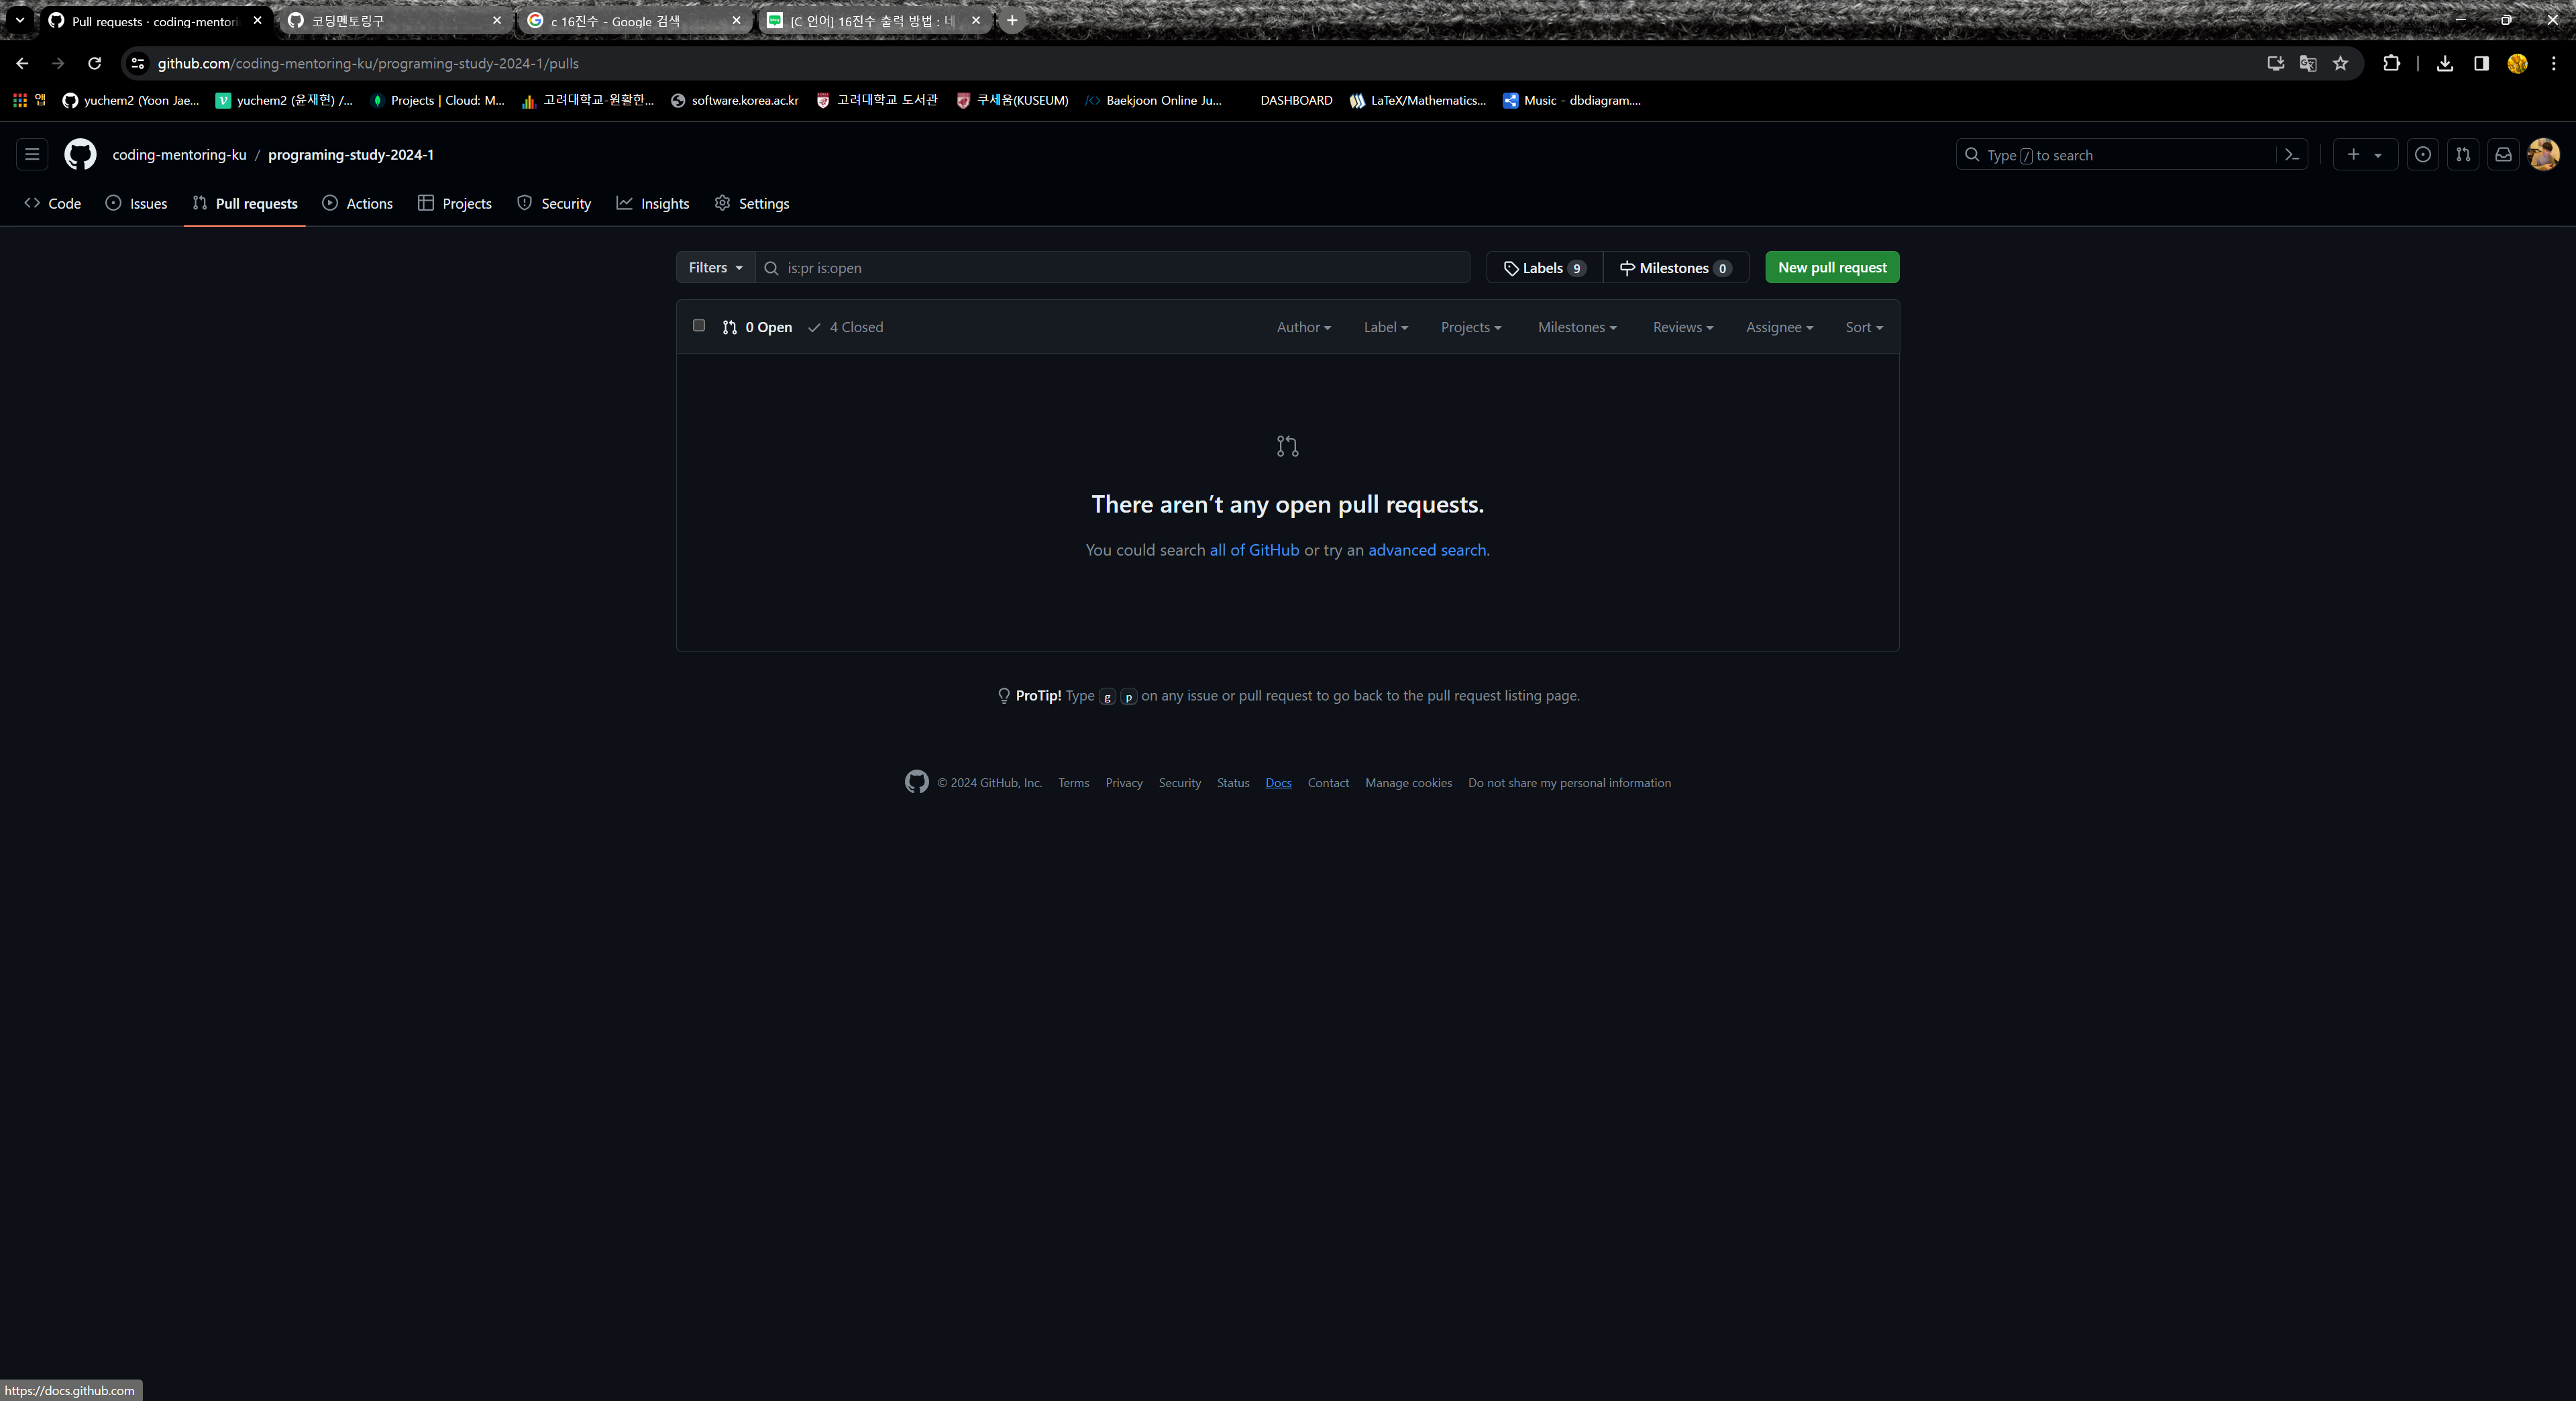 Pull requests · coding-mentori
코딩멘토링구
c 16진수 - Google 검색
[C 언어] 16진수 출력 방법 : 네
github.com/coding-mentoring-ku/programing-study-2024-1/pulls
앱
yuchem2 (Yoon Jae...
yuchem2 (윤재현) /...
Projects | Cloud: M...
고려대학교-원활한...
software.korea.ac.kr
고려대학교 도서관
쿠세움(KUSEUM)
Baekjoon Online Ju...
DASHBOARD
LaTeX/Mathematics...
Music - dbdiagram....
coding-mentoring-ku / programing-study-2024-1
Type / to search
Code
Issues
Pull requests
Actions
Projects
Security
Insights
Settings
Filters
is:pr is:open
Labels 9
Milestones 0
New pull request
0 Open
4 Closed
Author
Label
Projects
Milestones
Reviews
Assignee
Sort
There aren’t any open pull requests.
You could search all of GitHub or try an advanced search.
ProTip! Type g p on any issue or pull request to go back to the pull request listing page.
© 2024 GitHub, Inc.
Terms
Privacy
Security
Status
Docs
Contact
Manage cookies
Do not share my personal information
https://docs.github.com